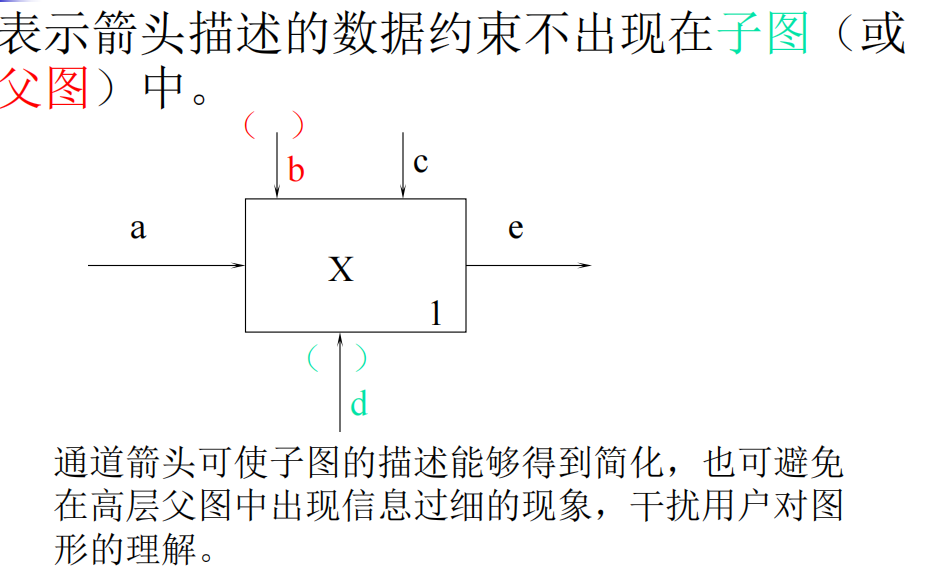 表示箭头描述的数据约束不出现在子图（或
父图）中。
（ ）
b
c
a
e
X
1
（ ）
d
通道箭头可使子图的描述能够得到简化，也可避免
在高层父图中出现信息过细的现象，干扰用户对图
形的理解。